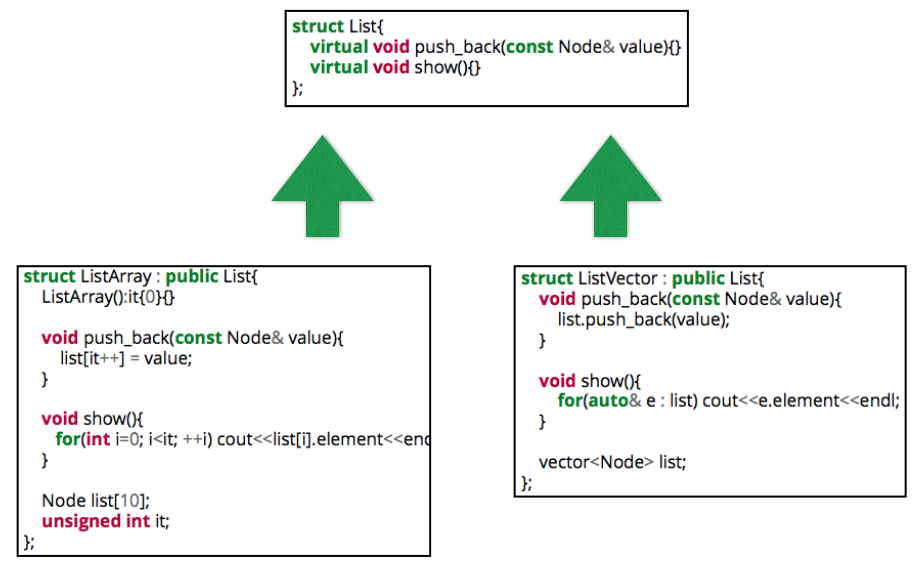 struct List{
virtual void push_back(const Node& value){}
virtual void show(){}
};
struct ListArray : public List{
ListArray():it{0}{}
void push_back(const Node& value){
list[it++] = value;
}
void show(){
for(int i=0; i<it; ++i) cout<<list[i].element<<end
}
Node list[10];
unsigned int it;
};
struct ListVector : public List{
void push_back(const Node& value){
list.push_back(value);
}
void show(){
for(auto& e : list) cout<<e.element<<endl;
}
vector<Node> list;
};